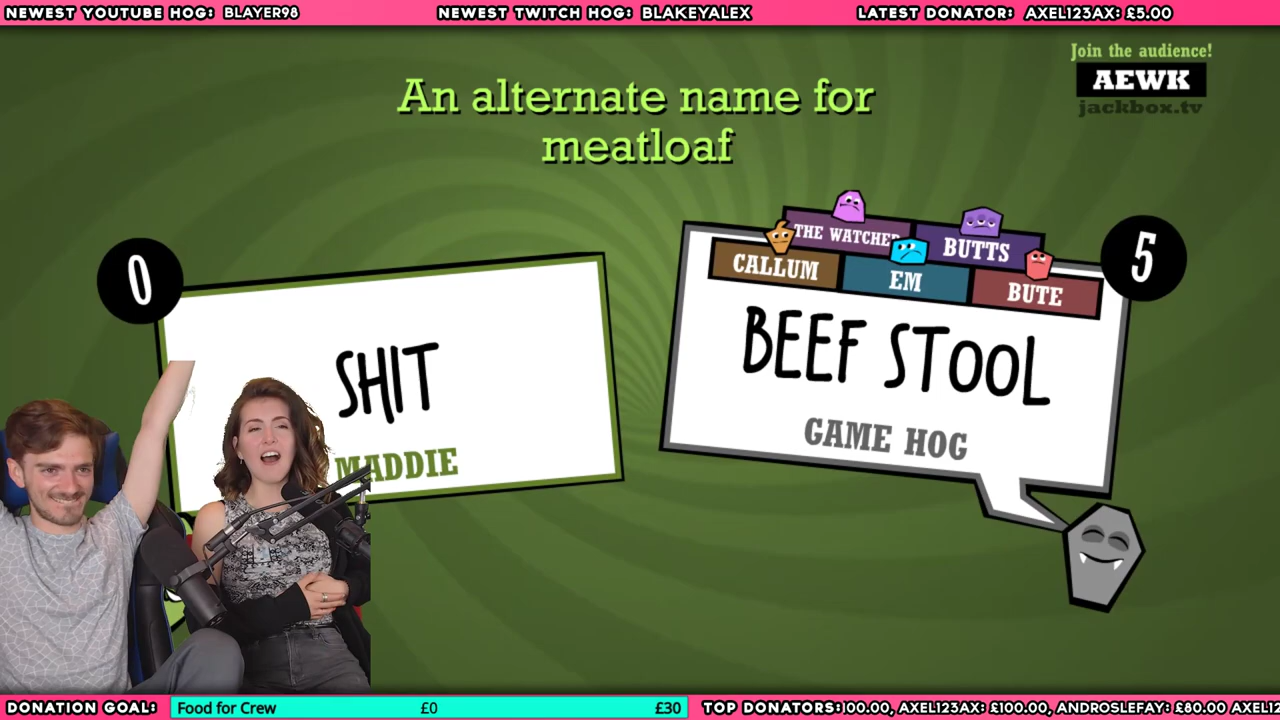 NEWEST YOUTUBE HOG: BLAYER98
NEWEST TWITCH HOG: BLAKEYALEX
LATEST DONATOR: AXEL123AX: £5.00
Join the audience!
AEWK
jackbox.tv
An alternate name for
meatloaf
0
SHIT
MADDIE
5
THE WATCHER
BUTTS
CALLUM
EM
BUTE
BEEF STOOL
GAME HOG
DONATION GOAL:
Food for Crew
£0
£30
TOP DONATORS: 00.00, AXEL123AX: £100.00, ANDROSLEFAY: £80.00 AXEL12